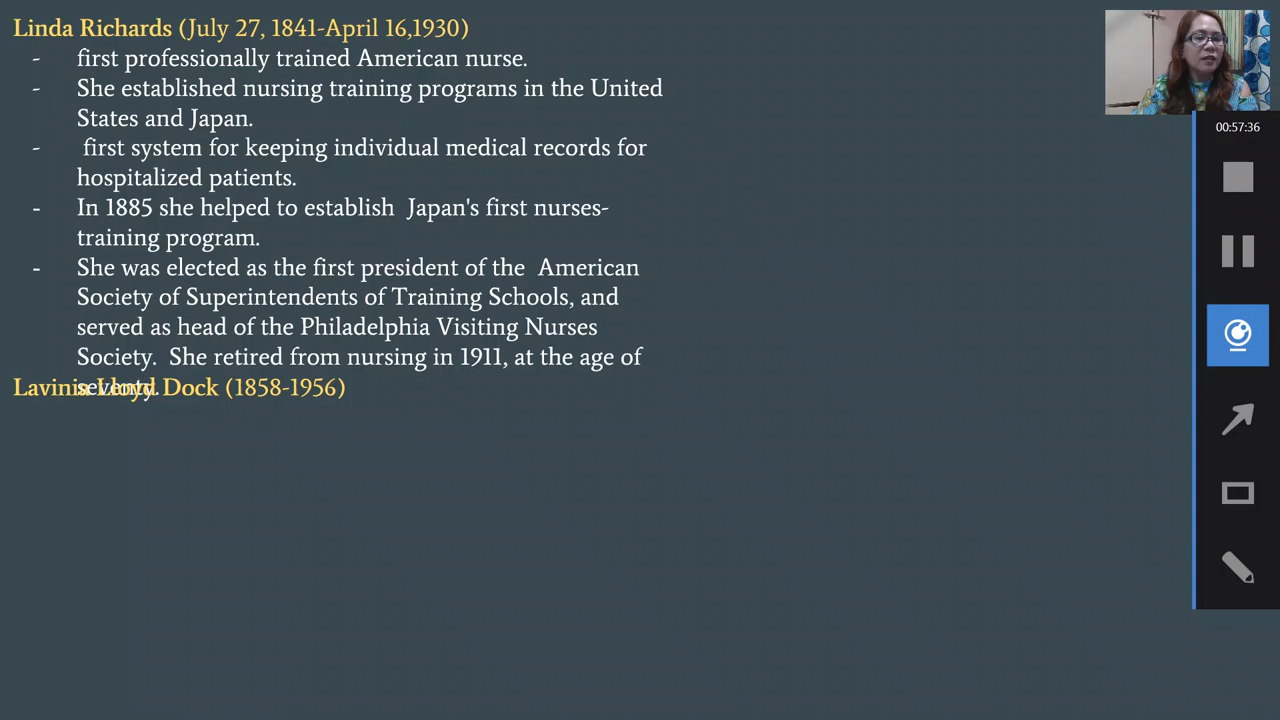 Linda Richards (July 27, 1841-April 16,1930)
- first professionally trained American nurse.
- She established nursing training programs in the United
States and Japan.
- first system for keeping individual medical records for
hospitalized patients.
- In 1885 she helped to establish Japan's first nurses-
training program.
- She was elected as the first president of the American
Society of Superintendents of Training Schools, and
served as head of the Philadelphia Visiting Nurses
Society. She retired from nursing in 1911, at the age of
seventy.
Lavinia Lloyd Dock (1858-1956)
00:57:36